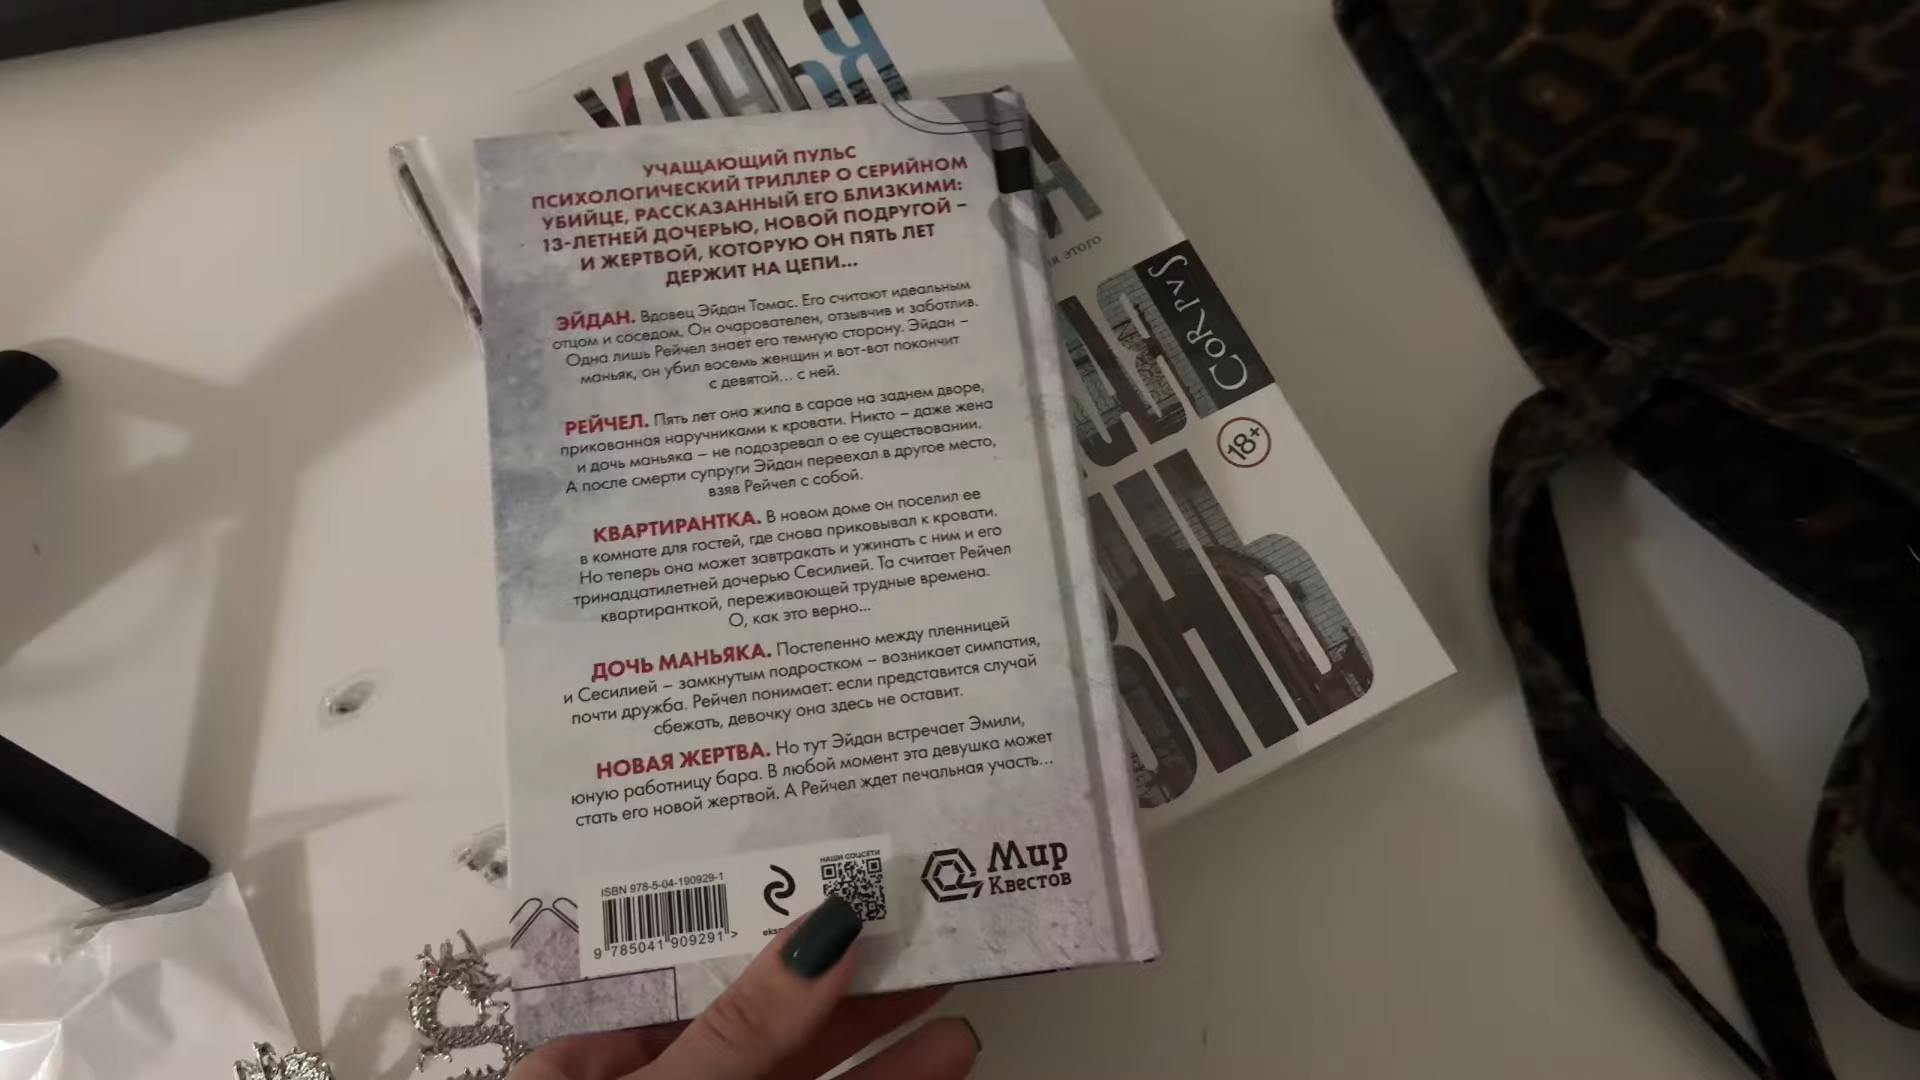 УЧАЩАЮЩИЙ ПУЛЬС
ПСИХОЛОГИЧЕСКИЙ ТРИЛЛЕР О СЕРИЙНОМ
УБИЙЦЕ, РАССКАЗАННЫЙ ЕГО БЛИЗКИМИ:
13-ЛЕТНЕЙ ДОЧЕРЬЮ, НОВОЙ ПОДРУГОЙ –
И ЖЕРТВОЙ, КОТОРУЮ ОН ПЯТЬ ЛЕТ
ДЕРЖИТ НА ЦЕПИ...
ЭЙДАН. Вдовец Эйдан Томас. Его считают идеальным
отцом и соседом. Он очарователен, отзывчив и заботлив.
Одна лишь Рейчел знает его темную сторону. Эйдан –
маньяк, он убил восемь женщин и вот-вот покончит
с девятой... с ней.
РЕЙЧЕЛ. Пять лет она жила в сарае на заднем дворе,
прикованная наручниками к кровати. Никто – даже жена
и дочь маньяка – не подозревал о ее существовании.
А после смерти супруги Эйдан переехал в другое место,
взяв Рейчел с собой.
КВАРТИРАНТКА. В новом доме он поселил ее
в комнате для гостей, где снова приковывал к кровати.
Но теперь она может завтракать и ужинать с ним и его
тринадцатилетней дочерью Сесилией. Та считает Рейчел
квартиранткой, переживающей трудные времена.
О, как это верно...
ДОЧЬ МАНЬЯКА. Постепенно между пленницей
и Сесилией – замкнутым подростком – возникает симпатия,
почти дружба. Рейчел понимает: если представится случай
сбежать, девочку она здесь не оставит.
НОВАЯ ЖЕРТВА. Но тут Эйдан встречает Эмили,
юную работницу бара. В любой момент эта девушка может
стать его новой жертвой. А Рейчел ждет печальная участь...
ISBN 978-5-04-190929-1
9 785041 909291 >
НАШИ СОЦСЕТИ
Мир
Квестов
ХАНЬЯ
этого
CORPVS
18+